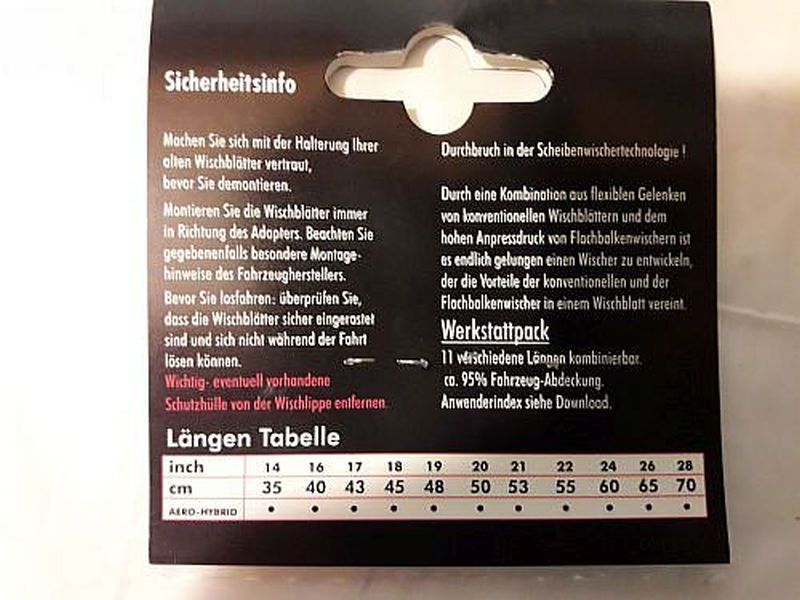 Sicherheitsinfo
Machen Sie sich mit der Halterung Ihrer
alten Wischblätter vertraut,
bevor Sie demontieren.
Montieren Sie die Wischblätter immer
in Richtung des Adapters. Beachten Sie
gegebenenfalls besondere Montage-
hinweise des Fahrzeugherstellers.
Bevor Sie losfahren: überprüfen Sie,
dass die Wischblätter sicher eingerastet
sind und sich nicht während der Fahrt
lösen können.
Wichtig- eventuell vorhandene
Schutzhülle von der Wischlippe entfernen.
Durchbruch in der Scheibenwischertechnologie !
Durch eine Kombination aus flexiblen Gelenken
von konventionellen Wischblättern und dem
hohen Anpressdruck von Flachbalkenwischern ist
es endlich gelungen einen Wischer zu entwickeln,
der die Vorteile der konventionellen und der
Flachbalkenwischer in einem Wischblatt vereint.
Werkstattpack
11 verschiedene Längen kombinierbar.
ca. 95% Fahrzeug-Abdeckung.
Anwenderindex siehe Download.
Längen Tabelle
inch 14 16 17 18 19 20 21 22 24 26 28
cm 35 40 43 45 48 50 53 55 60 65 70
AERO-HYBRID • • • • • • • • • • •